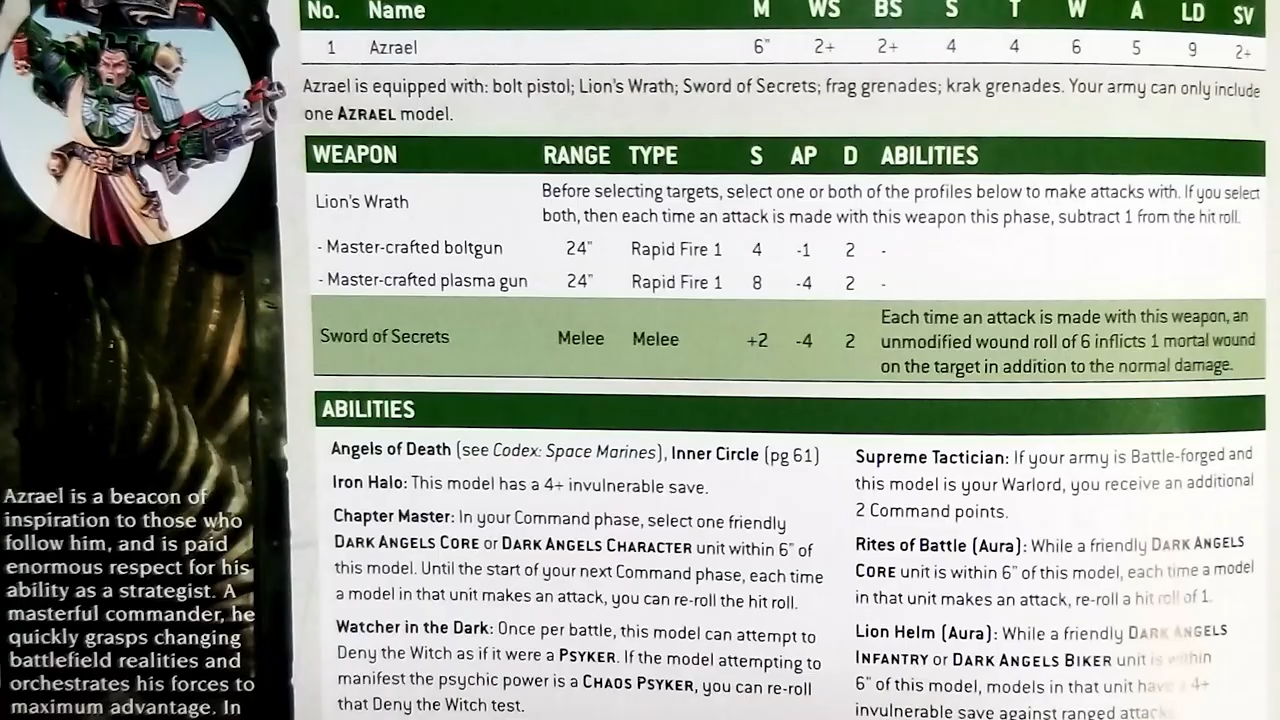 No. Name M WS BS S T W A LD SV
1 Azrael 6" 2+ 2+ 4 4 6 5 9 2+
Azrael is equipped with: bolt pistol; Lion's Wrath; Sword of Secrets; frag grenades; krak grenades. Your army can only include
one AZRAEL model.
WEAPON RANGE TYPE S AP D ABILITIES
Lion's Wrath
Before selecting targets, select one or both of the profiles below to make attacks with. If you select
both, then each time an attack is made with this weapon this phase, subtract 1 from the hit roll.
- Master-crafted boltgun 24" Rapid Fire 1 4 -1 2 -
- Master-crafted plasma gun 24" Rapid Fire 1 8 -4 2 -
Sword of Secrets Melee Melee +2 -4 2
Each time an attack is made with this weapon, an
unmodified wound roll of 6 inflicts 1 mortal wound
on the target in addition to the normal damage.
ABILITIES
Angels of Death (see Codex: Space Marines), Inner Circle (pg 61)
Iron Halo: This model has a 4+ invulnerable save.
Chapter Master: In your Command phase, select one friendly
DARK ANGELS CORE or DARK ANGELS CHARACTER unit within 6" of
this model. Until the start of your next Command phase, each time
a model in that unit makes an attack, you can re-roll the hit roll.
Watcher in the Dark: Once per battle, this model can attempt to
Deny the Witch as if it were a PSYKER. If the model attempting to
manifest the psychic power is a CHAOS PSYKER, you can re-roll
that Deny the Witch test.
Supreme Tactician: If your army is Battle-forged and
this model is your Warlord, you receive an additional
2 Command points.
Rites of Battle (Aura): While a friendly DARK ANGELS
CORE unit is within 6" of this model, each time a model
in that unit makes an attack, re-roll a hit roll of 1.
Lion Helm (Aura): While a friendly DARK ANGELS
INFANTRY or DARK ANGELS BIKER unit is within
6" of this model, models in that unit have a 4+
invulnerable save against ranged attacks
Azrael is a beacon of
inspiration to those who
follow him, and is paid
enormous respect for his
ability as a strategist. A
masterful commander, he
quickly grasps changing
battlefield realities and
orchestrates his forces to
maximum advantage. In